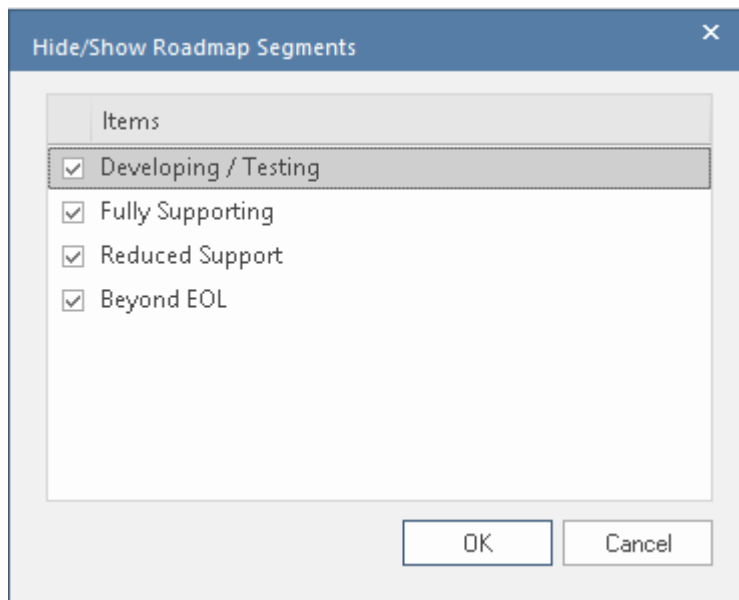 Hide/Show Roadmap Segments
Items
Developing / Testing
Fully Supporting
Reduced Support
Beyond EOL
OK Cancel